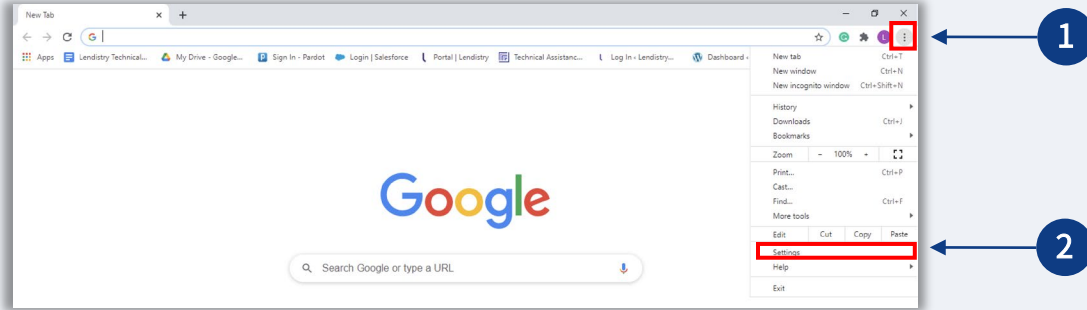 New Tab
G
L
1
Apps Lendistry Technical... My Drive - Google... Sign In - Pardot Login | Salesforce Portal | Lendistry Technical Assistanc... Log In ‹ Lendistry... Dashboard ‹
New tab Ctrl+T
New window Ctrl+N
New incognito window Ctrl+Shift+N
History
Downloads Ctrl+J
Bookmarks
Zoom - 100% +
Print... Ctrl+P
Cast...
Find... Ctrl+F
More tools
Edit Cut Copy Paste
Settings
2
Help
Exit
Google
Search Google or type a URL